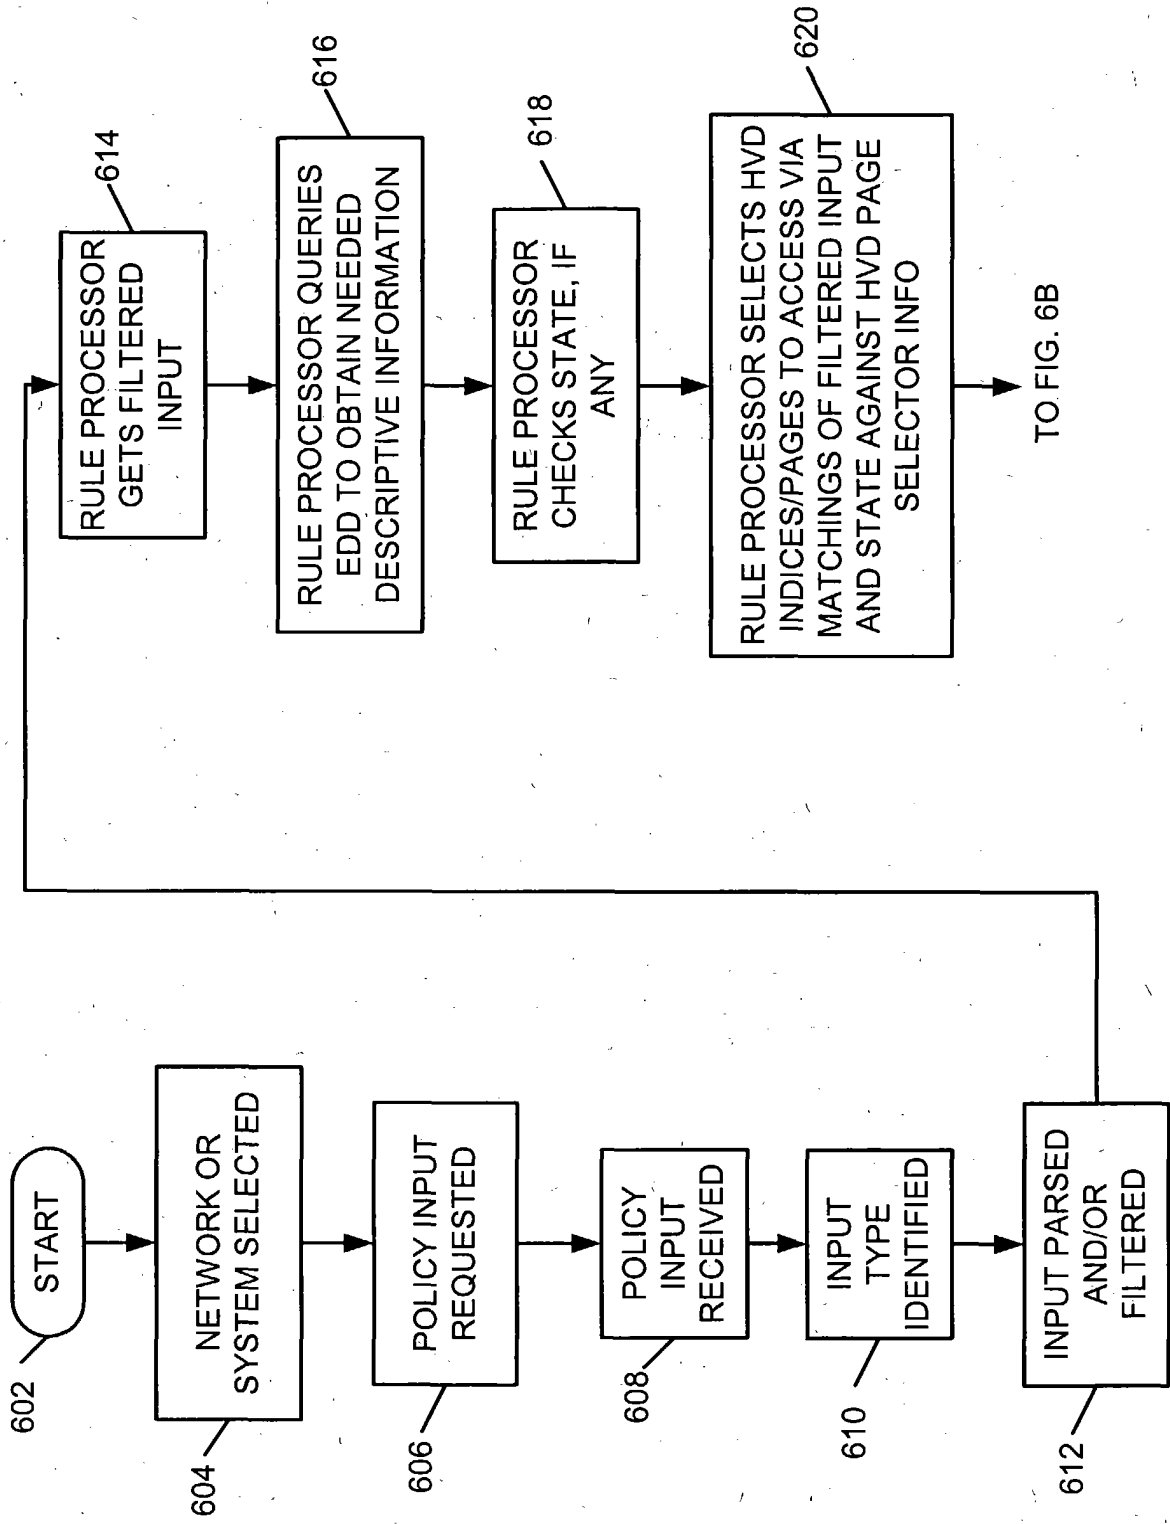 START
602
NETWORK OR
SYSTEM SELECTED
604
POLICY INPUT
REQUESTED
606
POLICY
INPUT
RECEIVED
608
INPUT
TYPE
IDENTIFIED
610
INPUT PARSED
AND/OR
FILTERED
612
RULE PROCESSOR
GETS FILTERED
INPUT
614
RULE PROCESSOR QUERIES
EDD TO OBTAIN NEEDED
DESCRIPTIVE INFORMATION
616
RULE PROCESSOR
CHECKS STATE, IF
ANY
618
RULE PROCESSOR SELECTS HVD
INDICES/PAGES TO ACCESS VIA
MATCHINGS OF FILTERED INPUT
AND STATE AGAINST HVD PAGE
SELECTOR INFO
620
TO FIG. 6B